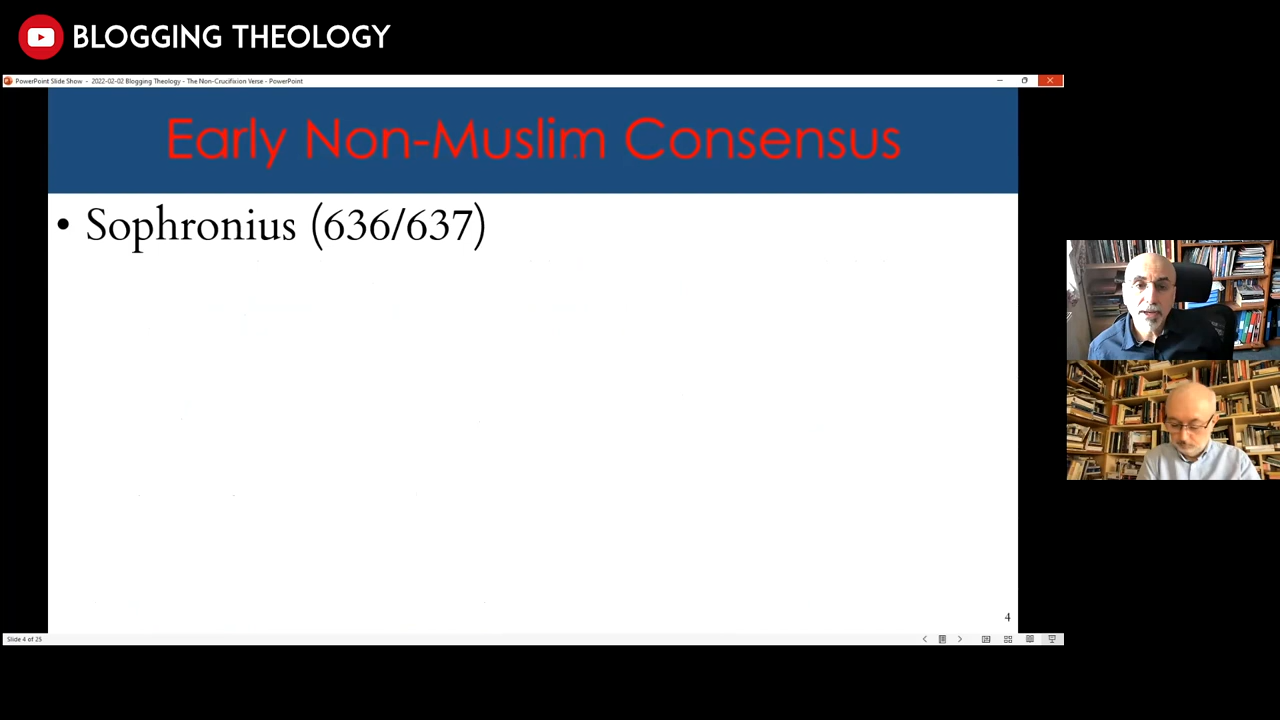 BLOGGING THEOLOGY
PowerPoint Slide Show - 2022-02-02 Blogging Theology - The Non-Crucifixion Verse - PowerPoint
Early Non-Muslim Consensus
• Sophronius (636/637)
4
Slide 4 of 25